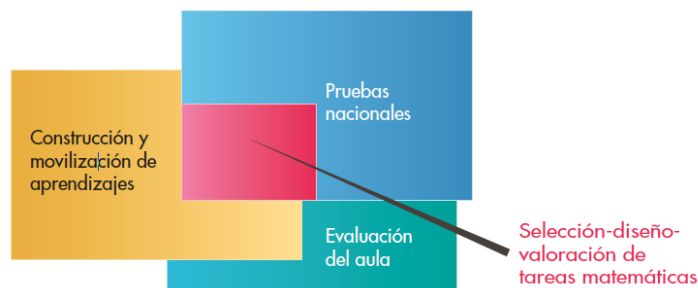 Pruebas
nacionales
Construcción y
movilización de
aprendizajes
Evaluación
del aula
Selección-diseño-
valoración de
tareas matemáticas